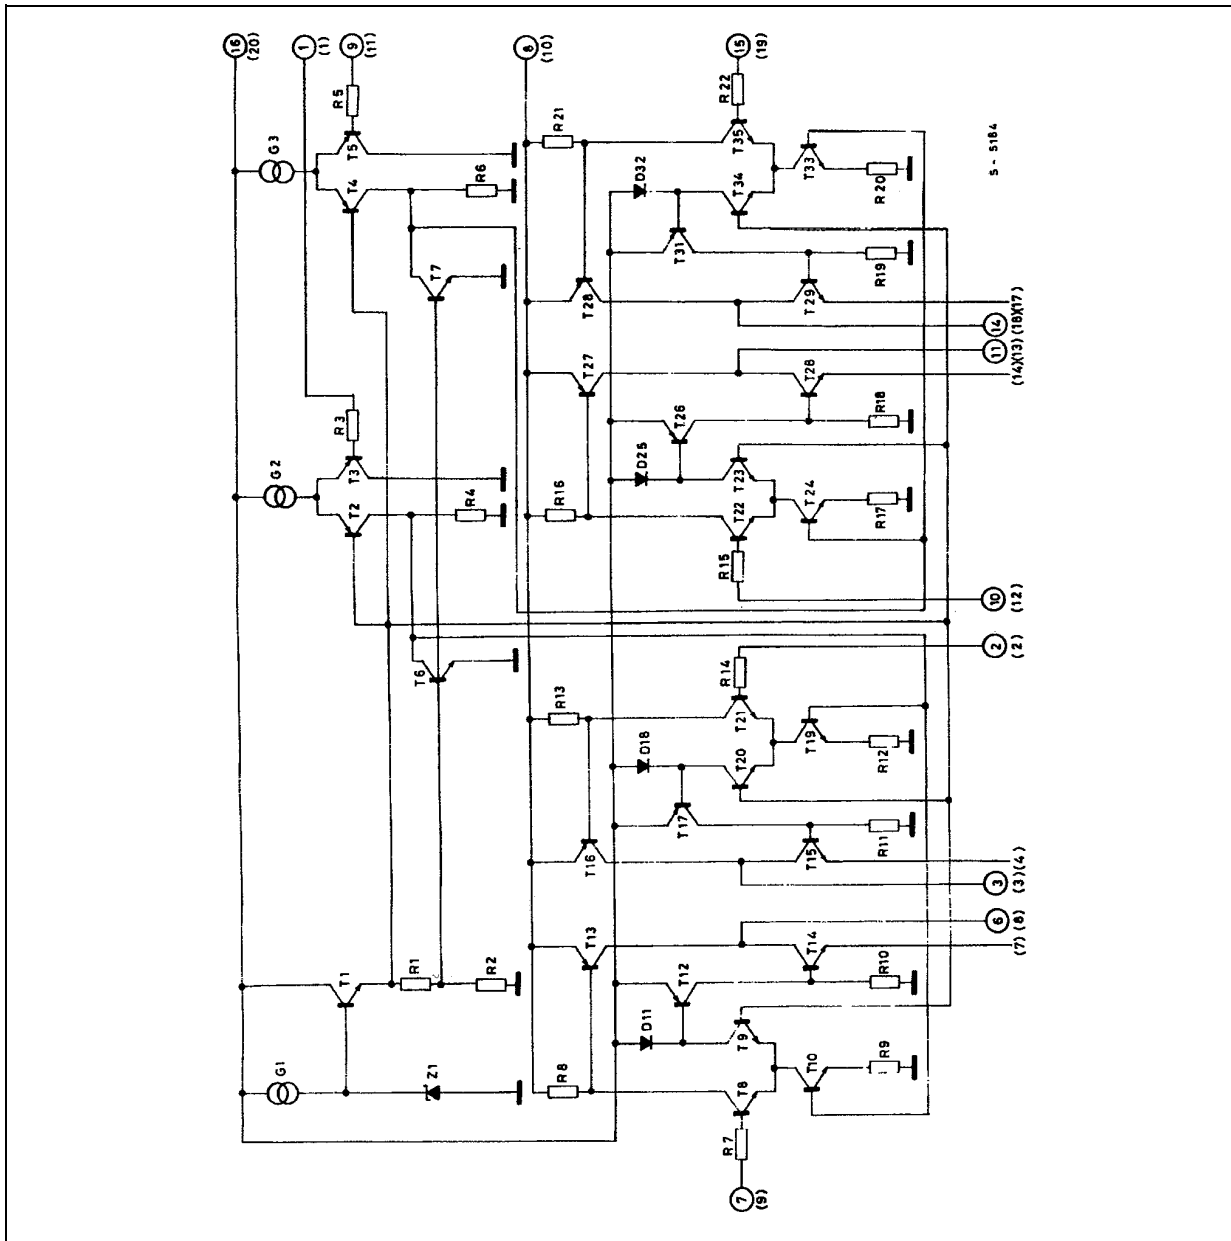 16
(20)
1
(1)
9
(11)
8
(10)
15
(19)
G3
R5
T5
T4
R6
T7
R21
R22
T35
D32
T34
T33
R20
T31
R19
T28
T29
14
(18)(17)
S - 5184
G2
R3
T3
T2
R4
T27
11
(14)(13)
T26
T28
R18
D25
R16
T23
T22
T24
R17
R15
10
(12)
T6
2
(2)
R14
R13
T21
D18
T20
T19
R12
T17
R11
T16
T15
3
(3)(4)
T1
R1
R2
T13
6
(7) (8)
T12
T14
R10
G1
Z1
D11
R8
T9
T8
T10
R9
R7
7
(9)